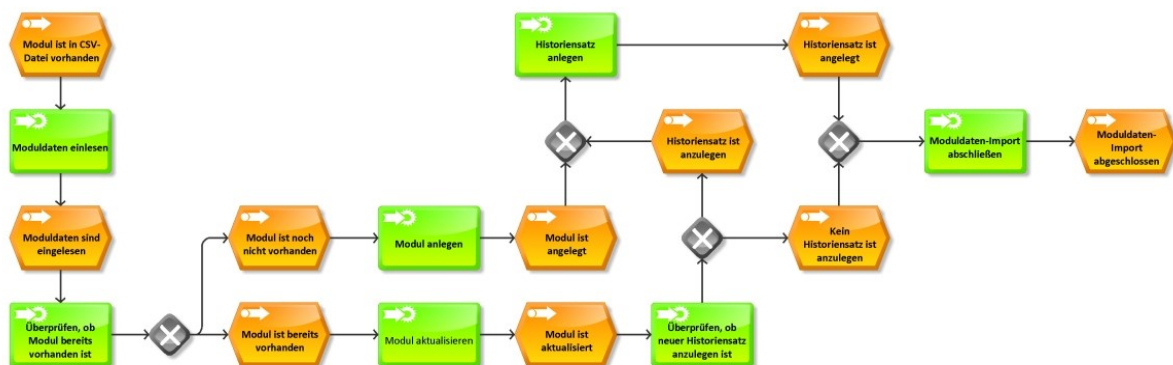 Modul ist in CSV-
Datei vorhanden
Moduldaten einlesen
Moduldaten sind
eingelesen
Überprüfen, ob
Modul bereits
vorhanden ist
Modul ist noch
nicht vorhanden
Modul anlegen
Modul ist
angelegt
Modul ist bereits
vorhanden
Modul aktualisieren
Modul ist
aktualisiert
Überprüfen, ob
neuer Historiensatz
anzulegen ist
Historiensatz ist
anzulegen
Kein
Historiensatz ist
anzulegen
Historiensatz
anlegen
Historiensatz ist
angelegt
Moduldaten-Import
abschließen
Moduldaten-
Import
abgeschlossen